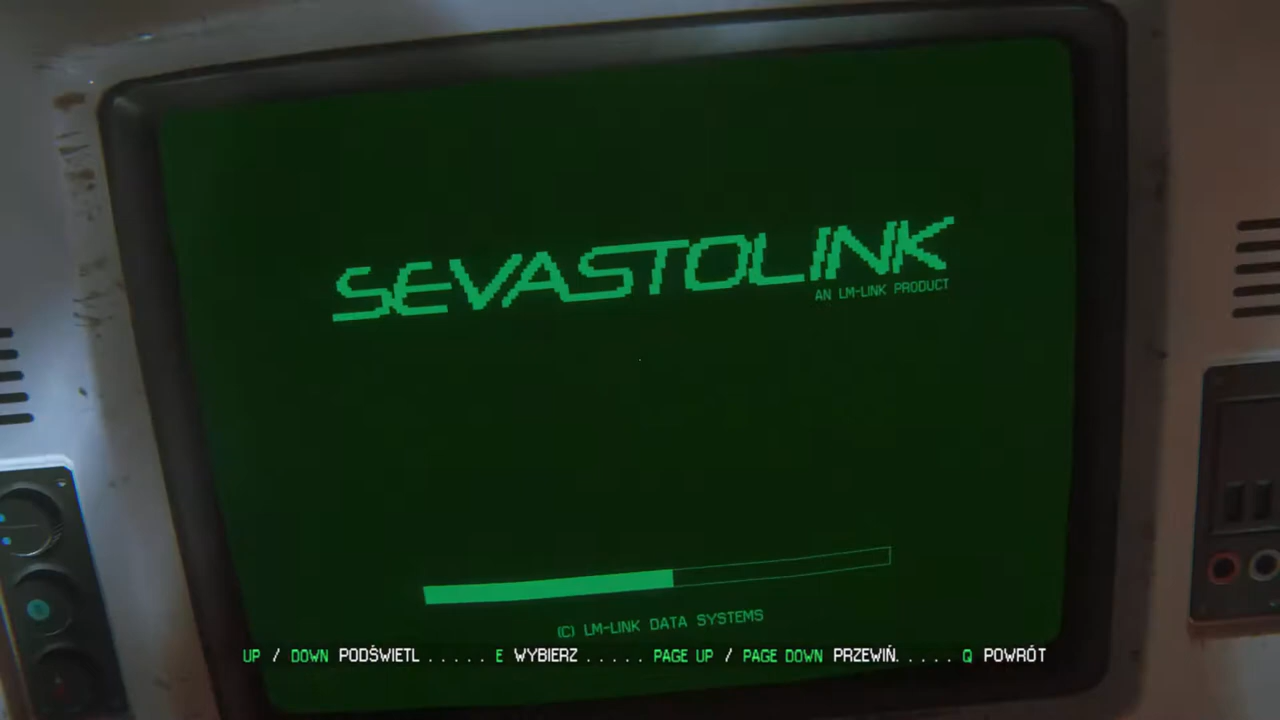 SEVASTOLINK
AN LM-LINK PRODUCT
(C) LM-LINK DATA SYSTEMS
UP / DOWN PODŚWIETL ..... E WYBIERZ ...... PAGE UP / PAGE DOWN PRZEWIŃ...... Q POWRÓT